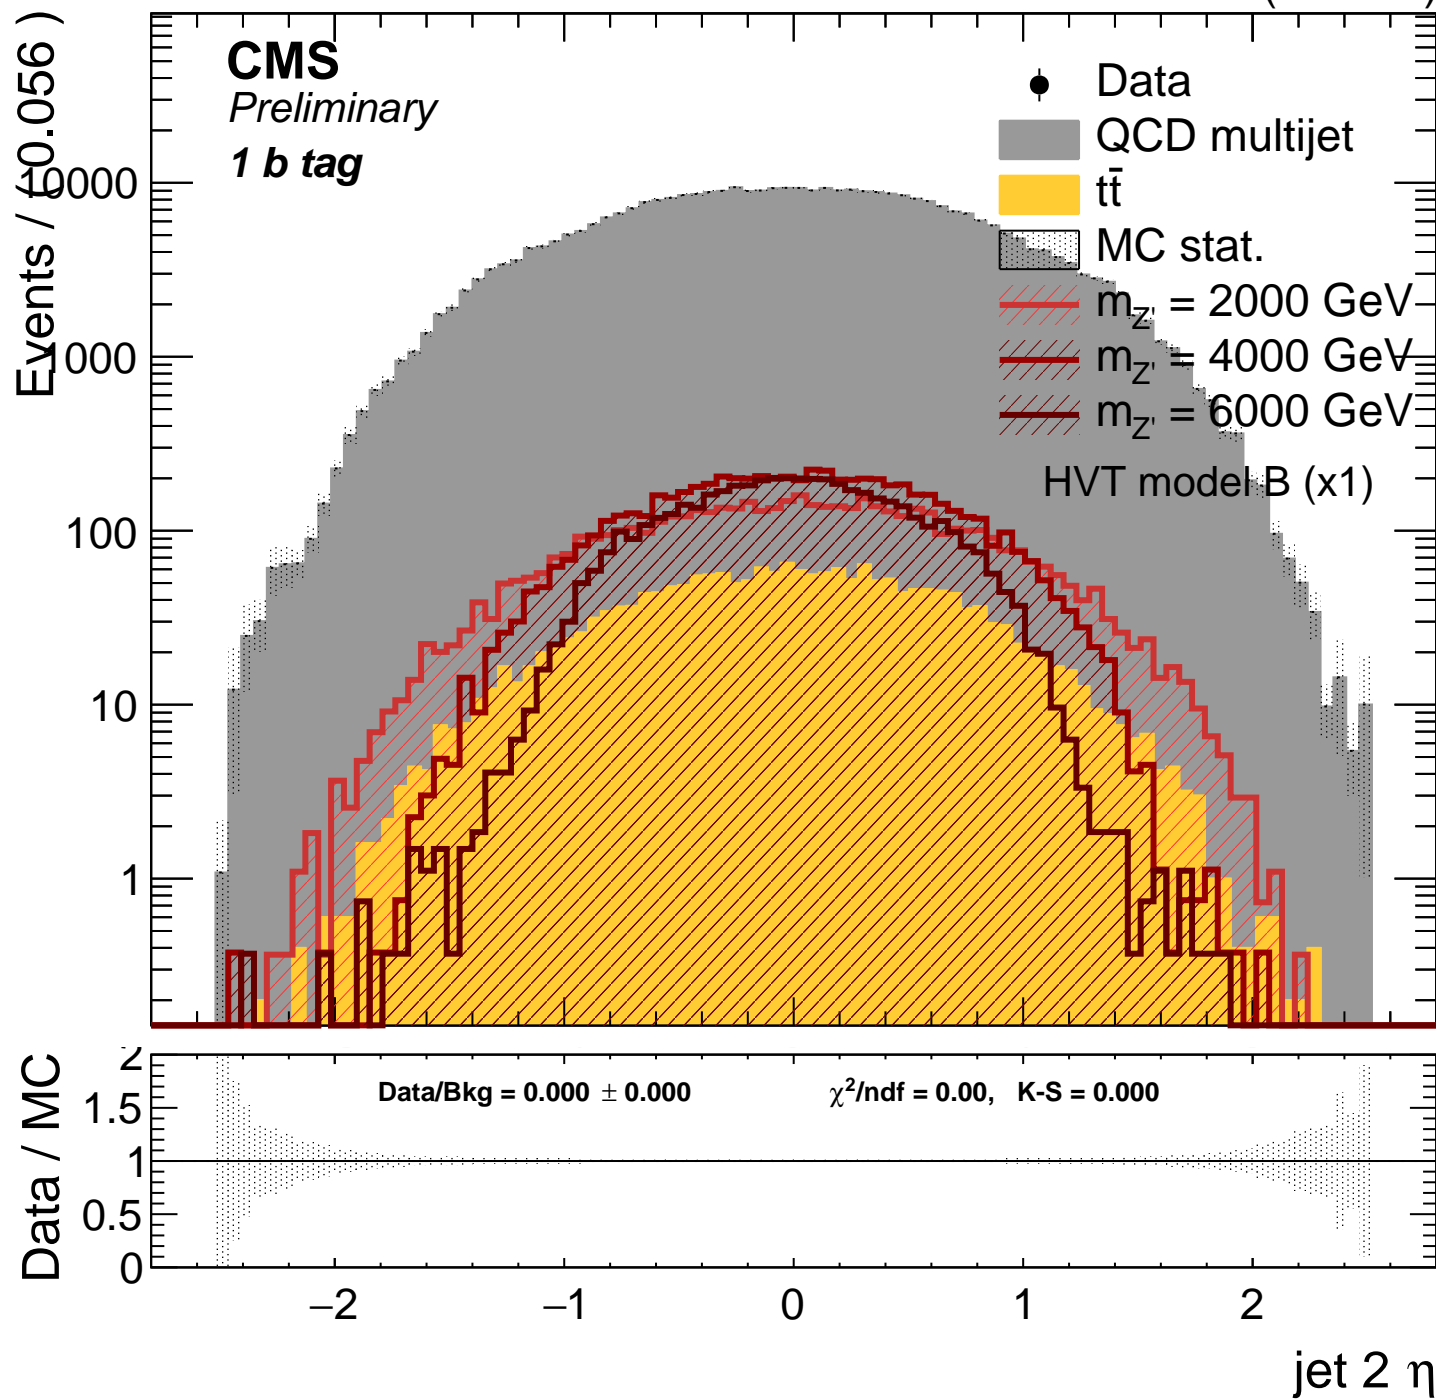 CMS
Preliminary
1 b tag
Data
QCD multijet
tt̄
MC stat.
m_Z' = 2000 GeV
m_Z' = 4000 GeV
m_Z' = 6000 GeV
HVT model B (x1)
Events / (0.056 )
10000
1000
100
10
1
Data / MC
2
1.5
1
0.5
0
Data/Bkg = 0.000 ± 0.000
χ²/ndf = 0.00, K-S = 0.000
−2 −1 0 1 2
jet 2 η